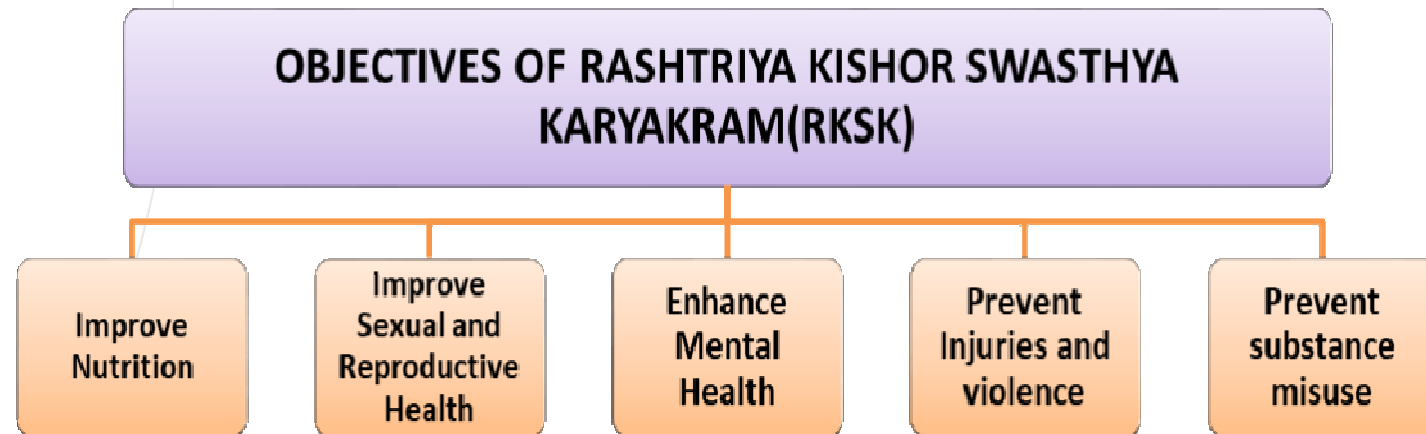 OBJECTIVES OF RASHTRIYA KISHOR SWASTHYA
KARYAKRAM(RKSK)
Improve
Nutrition
Improve
Sexual and
Reproductive
Health
Enhance
Mental
Health
Prevent
Injuries and
violence
Prevent
substance
misuse